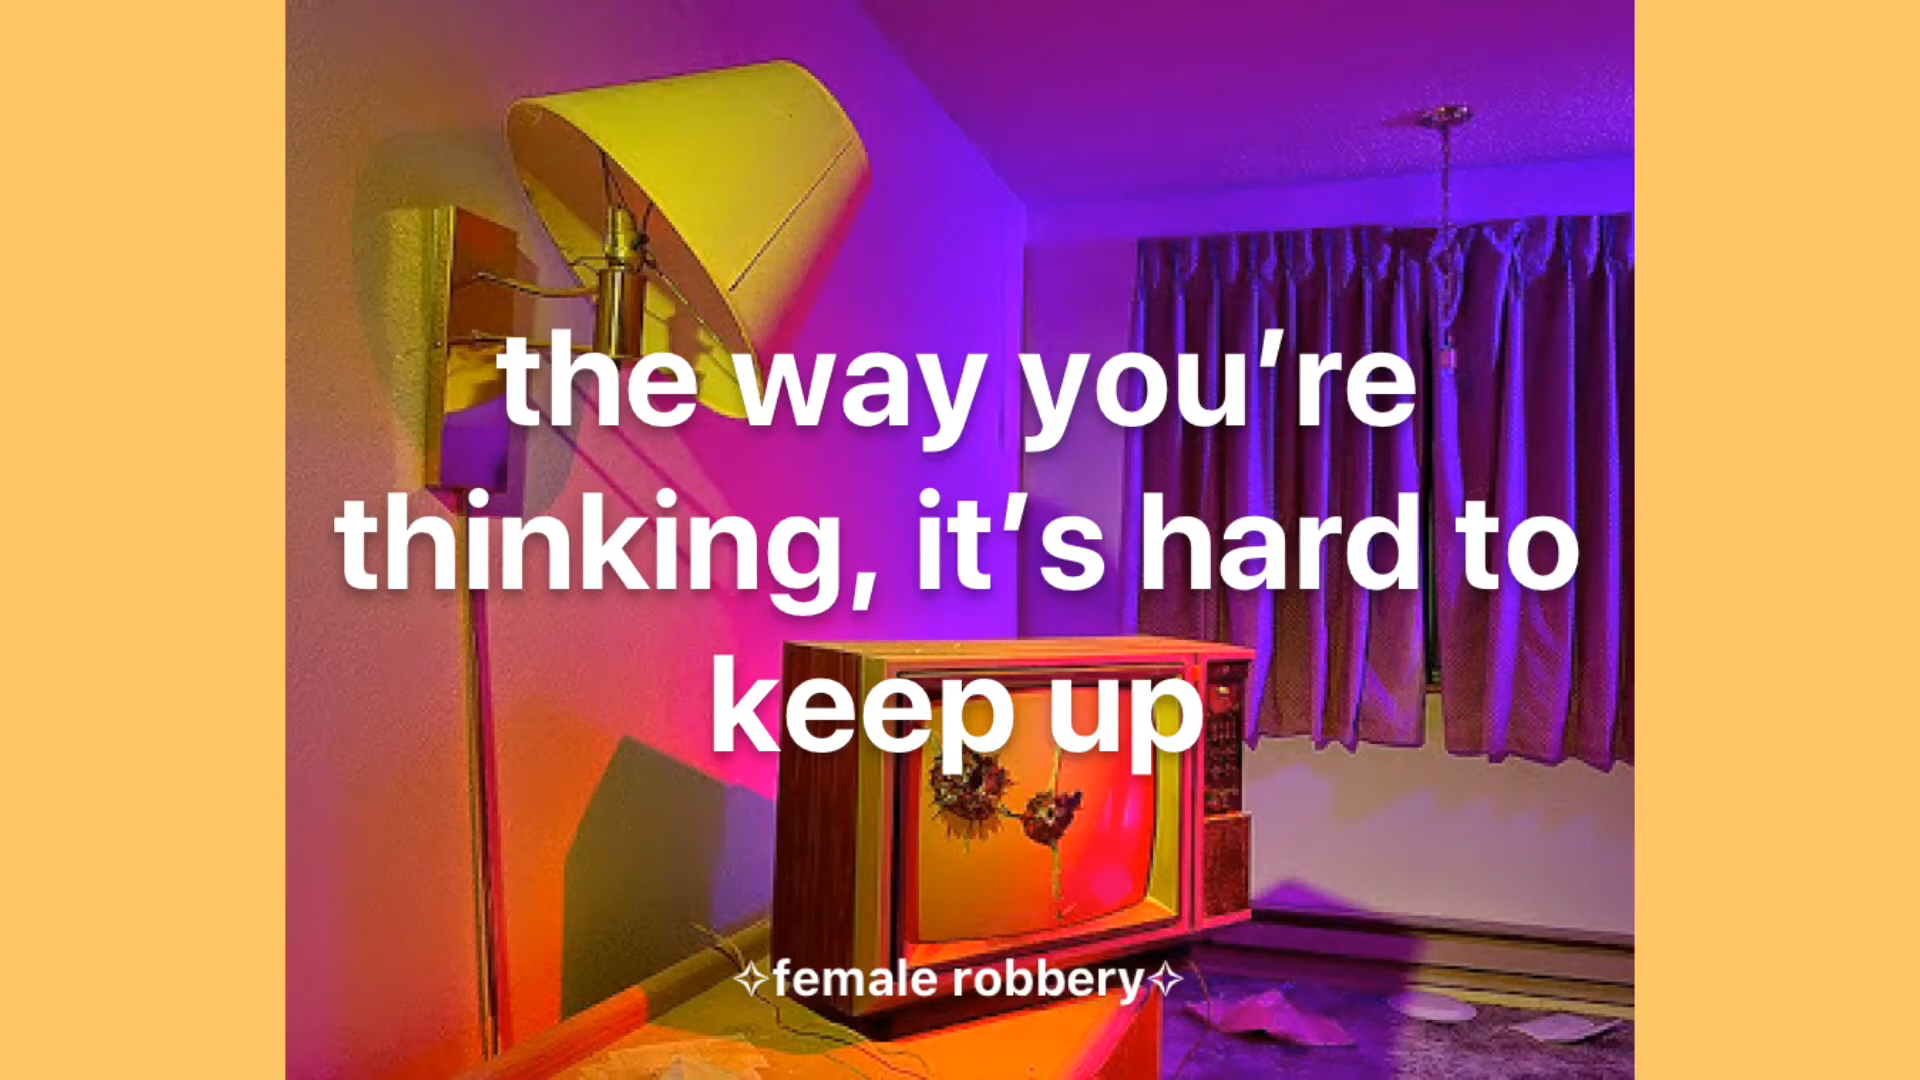 the way you’re
thinking, it’s hard to
keep up
✧female robbery✧